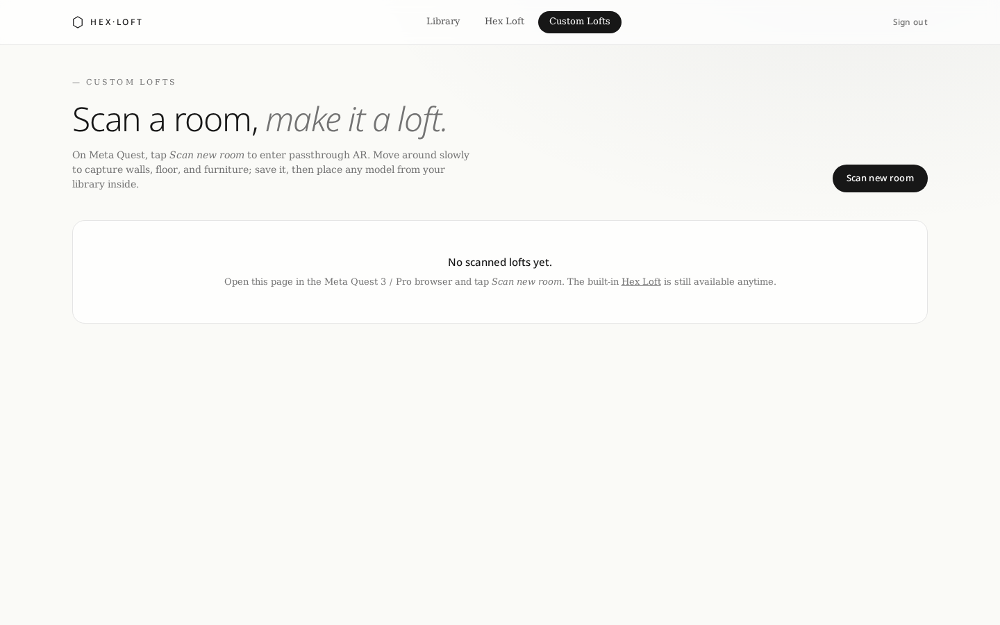 HEX·LOFT
Library
Hex Loft
Custom Lofts
Sign out
— CUSTOM LOFTS
Scan a room, make it a loft.
On Meta Quest, tap Scan new room to enter passthrough AR. Move around slowly
to capture walls, floor, and furniture; save it, then place any model from your
library inside.
Scan new room
No scanned lofts yet.
Open this page in the Meta Quest 3 / Pro browser and tap Scan new room. The built-in Hex Loft is still available anytime.